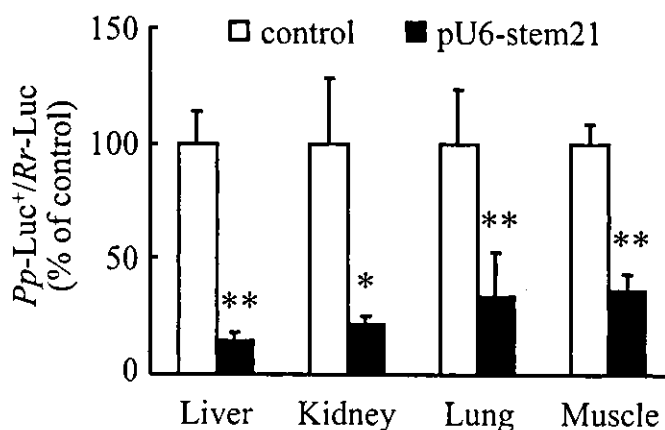 150
control pU6-stem21
100
50
0
Pp-Luc⁺/Rr-Luc
(% of control)
**
*
**
**
Liver Kidney Lung Muscle